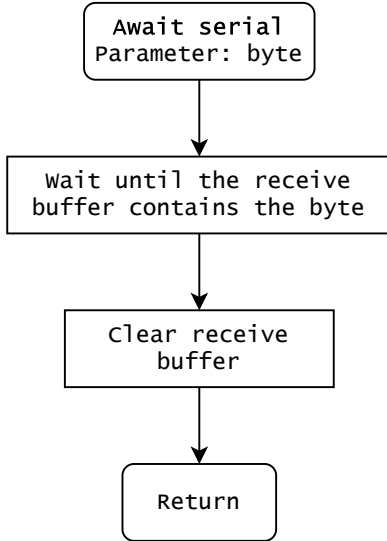 Await serial
Parameter: byte
Wait until the receive
buffer contains the byte
Clear receive
buffer
Return